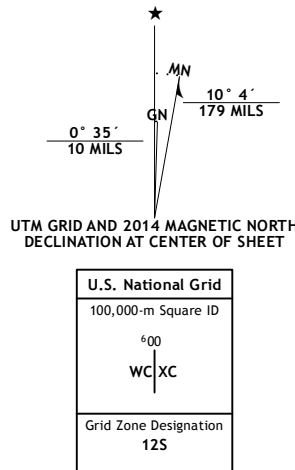 ★
MN
GN
10° 4´
179 MILS
0° 35´
10 MILS
UTM GRID AND 2014 MAGNETIC NORTH
DECLINATION AT CENTER OF SHEET
U.S. National Grid
100,000-m Square ID
⁶00
WC XC
Grid Zone Designation
12S